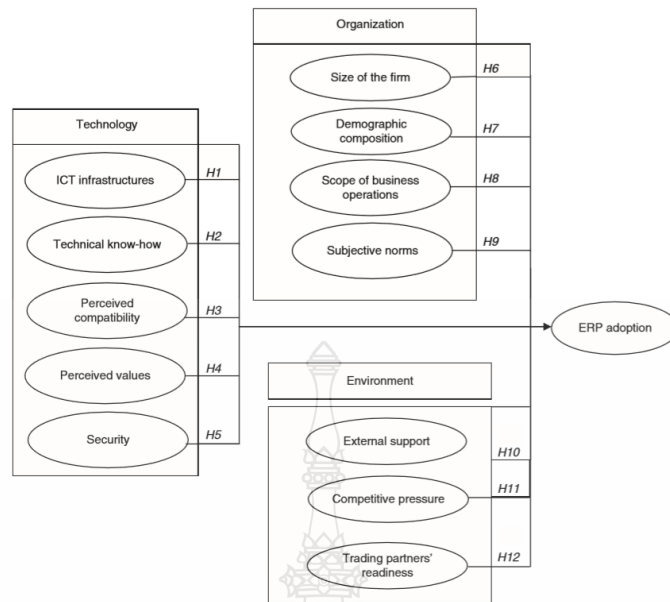 Organization
Size of the firm
H6
Demographic
composition
H7
Scope of business
operations
H8
Subjective norms
H9
Technology
ICT infrastructures
H1
Technical know-how
H2
Perceived
compatibility
H3
Perceived values
H4
Security
H5
ERP adoption
Environment
External support
H10
Competitive pressure
H11
Trading partners'
readiness
H12